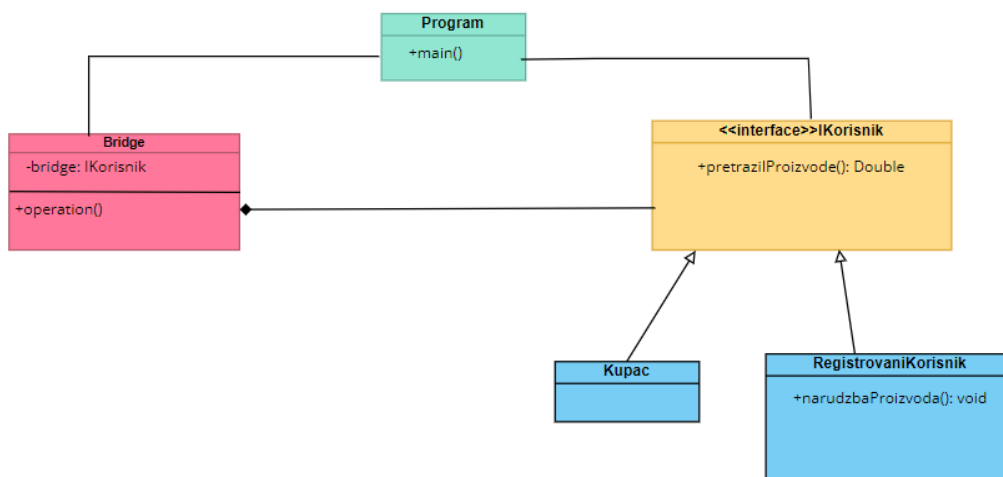 Program
+main()
Bridge
-bridge: IKorisnik
+operation()
<<interface>>IKorisnik
+pretrazilProizvode(): Double
Kupac
RegistrovaniKorisnik
+narudzbaProizvoda(): void